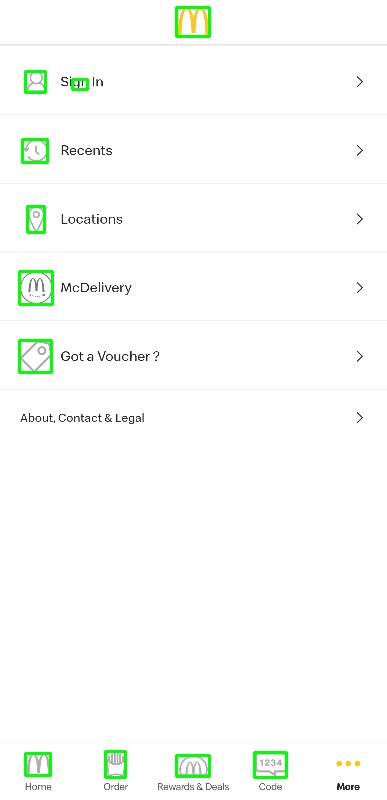 Sign In
Recents
Locations
McDelivery
Got a Voucher ?
About, Contact & Legal
1234
Home
Order
Rewards & Deals
Code
More